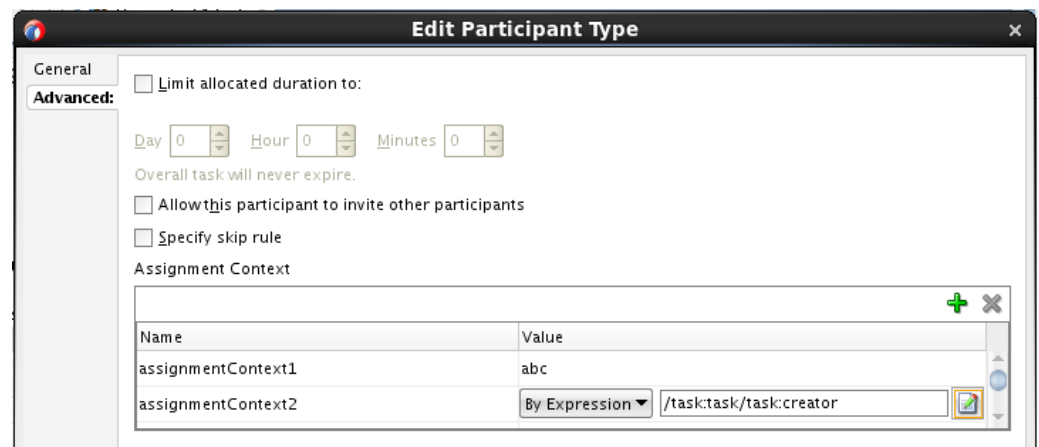 Edit Participant Type
General
Advanced:
Limit allocated duration to:
Day 0 Hour 0 Minutes 0
Overall task will never expire.
Allow this participant to invite other participants
Specify skip rule
Assignment Context
Name Value
assignmentContext1 abc
assignmentContext2 By Expression /task:task/task:creator